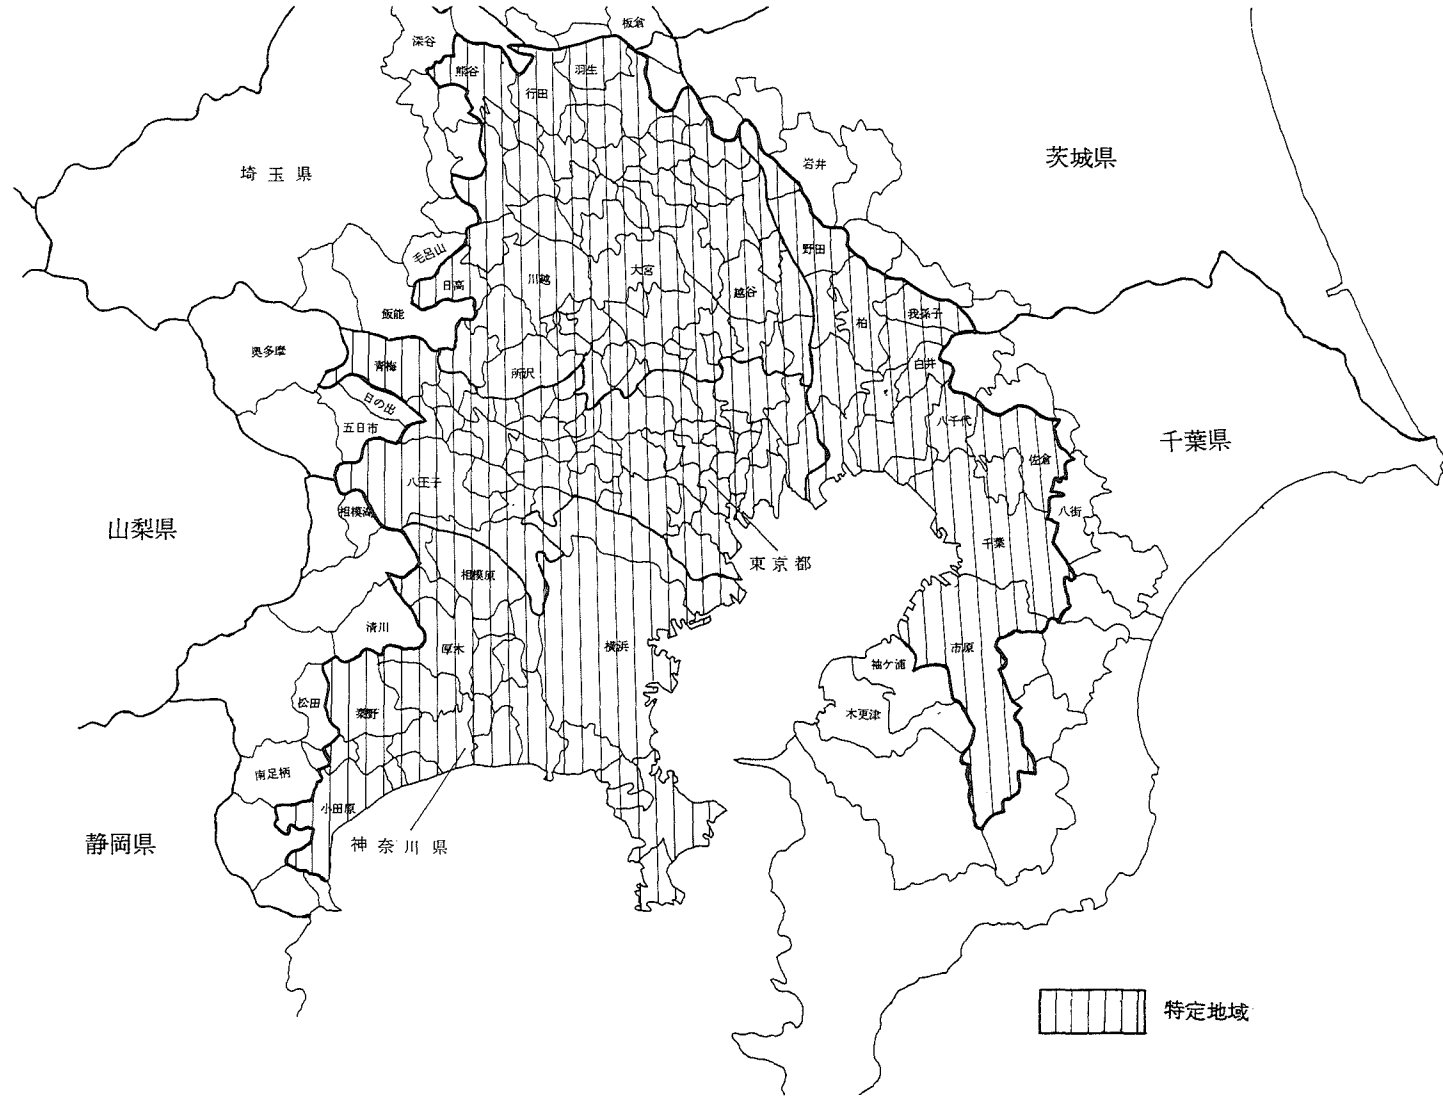 板倉
深谷
熊谷
羽生
行田
茨城県
岩井
埼玉県
毛呂山
野田
大宮
川越
日高
越谷
飯能
我孫子
柏
奥多摩
青梅
所沢
白井
日の出
八千代
五日市
千葉県
佐倉
八王子
相模湖
八街
山梨県
千葉
東京都
相模原
清川
厚木
横浜
市原
袖ケ浦
松田
秦野
木更津
南足柄
小田原
静岡県
神奈川県
特定地域